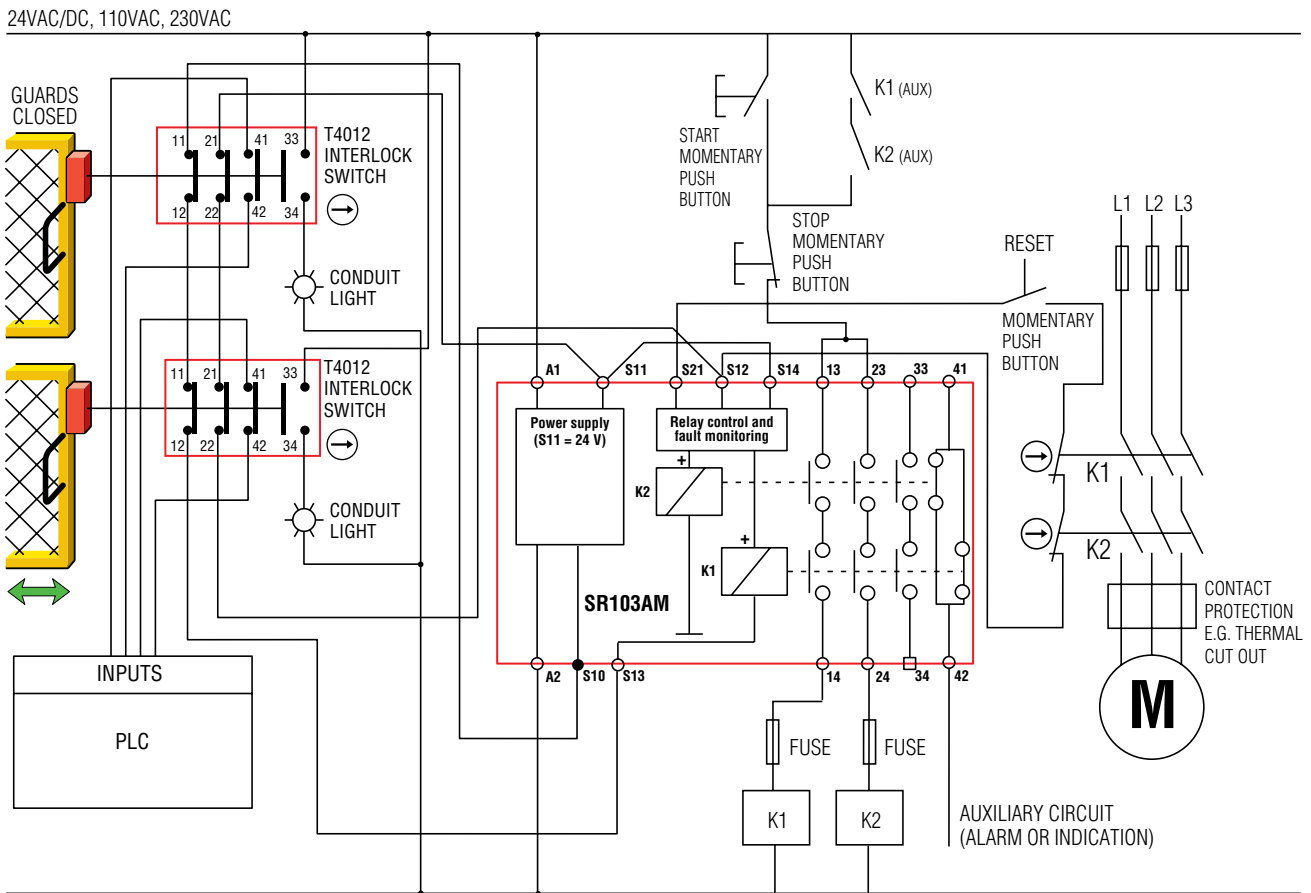 24VAC/DC, 110VAC, 230VAC
GUARDS
CLOSED
11
21
41
33
12
22
42
34
T4012
INTERLOCK
SWITCH
CONDUIT
LIGHT
11
21
41
33
12
22
42
34
T4012
INTERLOCK
SWITCH
CONDUIT
LIGHT
INPUTS
PLC
START
MOMENTARY
PUSH
BUTTON
K1 (AUX)
K2 (AUX)
STOP
MOMENTARY
PUSH
BUTTON
RESET
MOMENTARY
PUSH
BUTTON
L1 L2 L3
A1
S11
S21
S12
S14
13
23
33
41
Power supply
(S11 = 24 V)
Relay control and
fault monitoring
+
K2
+
K1
SR103AM
A2
S10
S13
14
24
34
42
FUSE
FUSE
K1
K2
AUXILIARY CIRCUIT
(ALARM OR INDICATION)
K1
K2
CONTACT
PROTECTION
E.G. THERMAL
CUT OUT
M